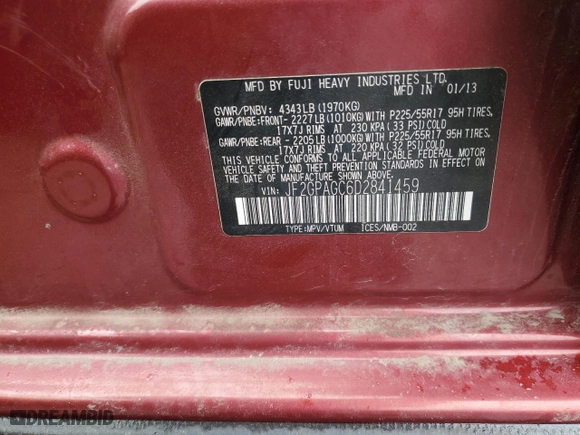 MFD BY FUJI HEAVY INDUSTRIES LTD.
MFD IN 01/13
GVWR/PNBV: 4343LB(1970KG)
GAWR/PNBE:FRONT- 2227LB(1010KG)WITH P225/55R17 95H TIRES,
17X7J RIMS AT 230 KPA(33 PSI)COLD
GAWR/PNBE:REAR - 2205LB(1000KG)WITH P225/55R17 95H TIRES,
17X7J RIMS AT 220 KPA(32 PSI)COLD
THIS VEHICLE CONFORMS TO ALL APPLICABLE FEDERAL MOTOR
VEHICLE SAFETY AND THEFT PREVENTION STANDARDS IN EFFECT ON
THE DATE OF MANUFACTURE SHOWN ABOVE.
VIN: JF2GPAGC6D2841459
TYPE:MPV/VTUM ICES/NMB-002
DREAMBID